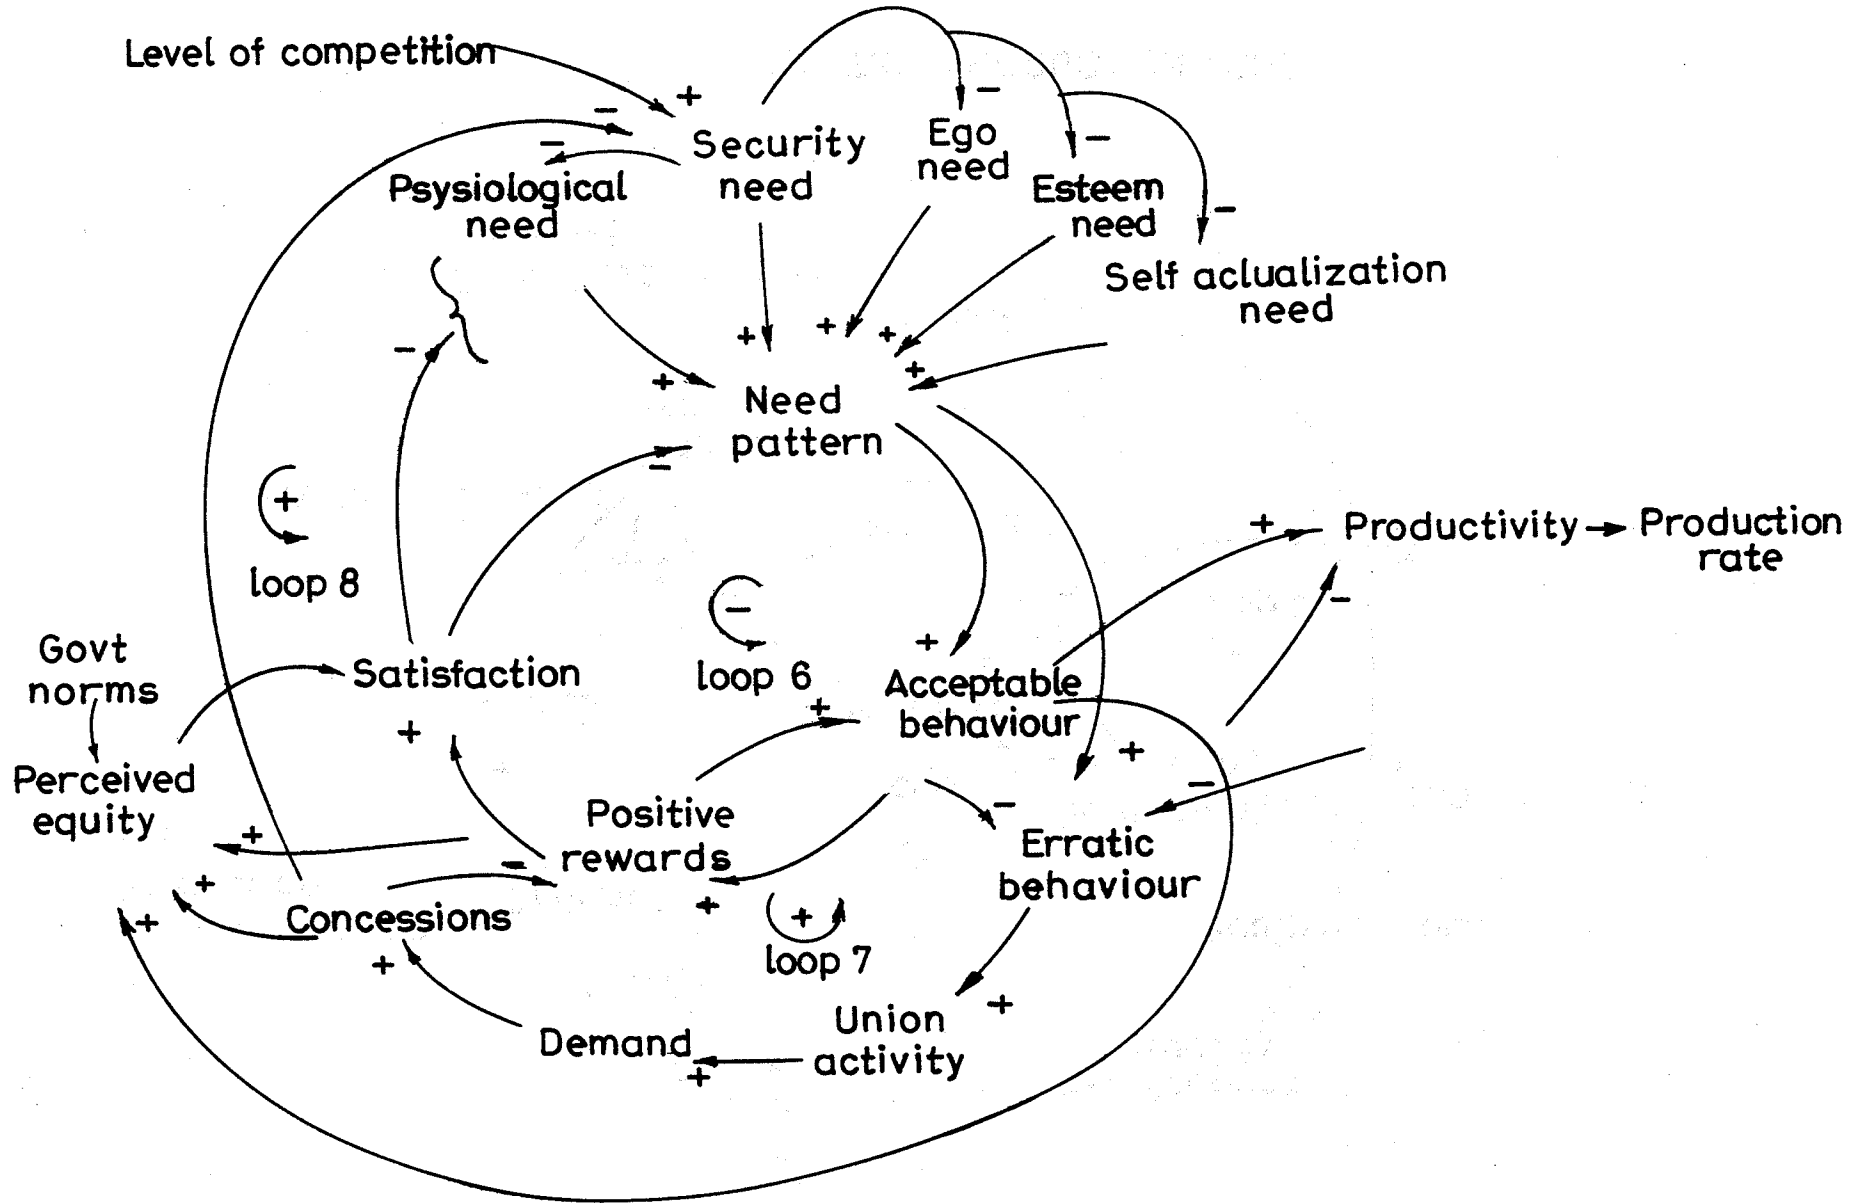 Level of competition
+
-
-
Security
need
Psysiological
need
-
Ego
need
-
Esteem
need
-
Self aclualization
need
-
+
+
+
+
+
Need
pattern
-
+
loop 8
-
loop 6
+
Productivity
Production
rate
-
Govt
norms
Satisfaction
+
+
Acceptable
behaviour
+
+
-
Perceived
equity
+
Positive
rewards
-
-
Erratic
behaviour
+
+
Concessions
+
+
+
loop 7
+
Union
activity
Demand
+